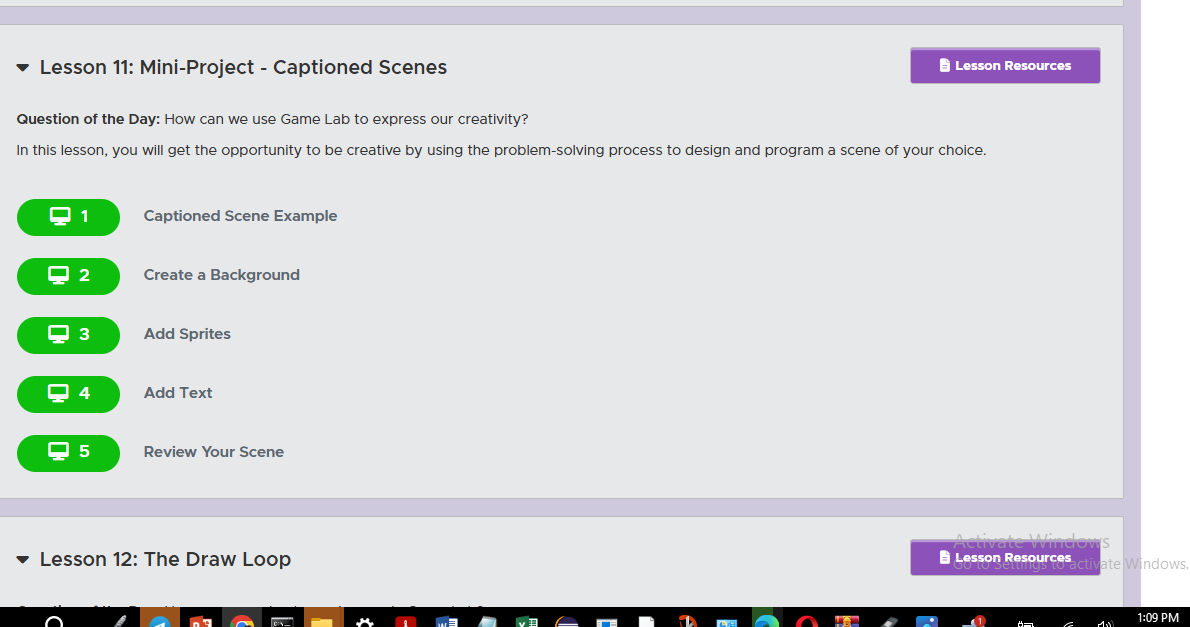 Lesson 11: Mini-Project - Captioned Scenes
Lesson Resources
Question of the Day: How can we use Game Lab to express our creativity?
In this lesson, you will get the opportunity to be creative by using the problem-solving process to design and program a scene of your choice.
1 Captioned Scene Example
2 Create a Background
3 Add Sprites
4 Add Text
5 Review Your Scene
Activate Windows
Lesson 12: The Draw Loop
Lesson Resources
Go to Settings to activate Windows.
1
1:09 PM